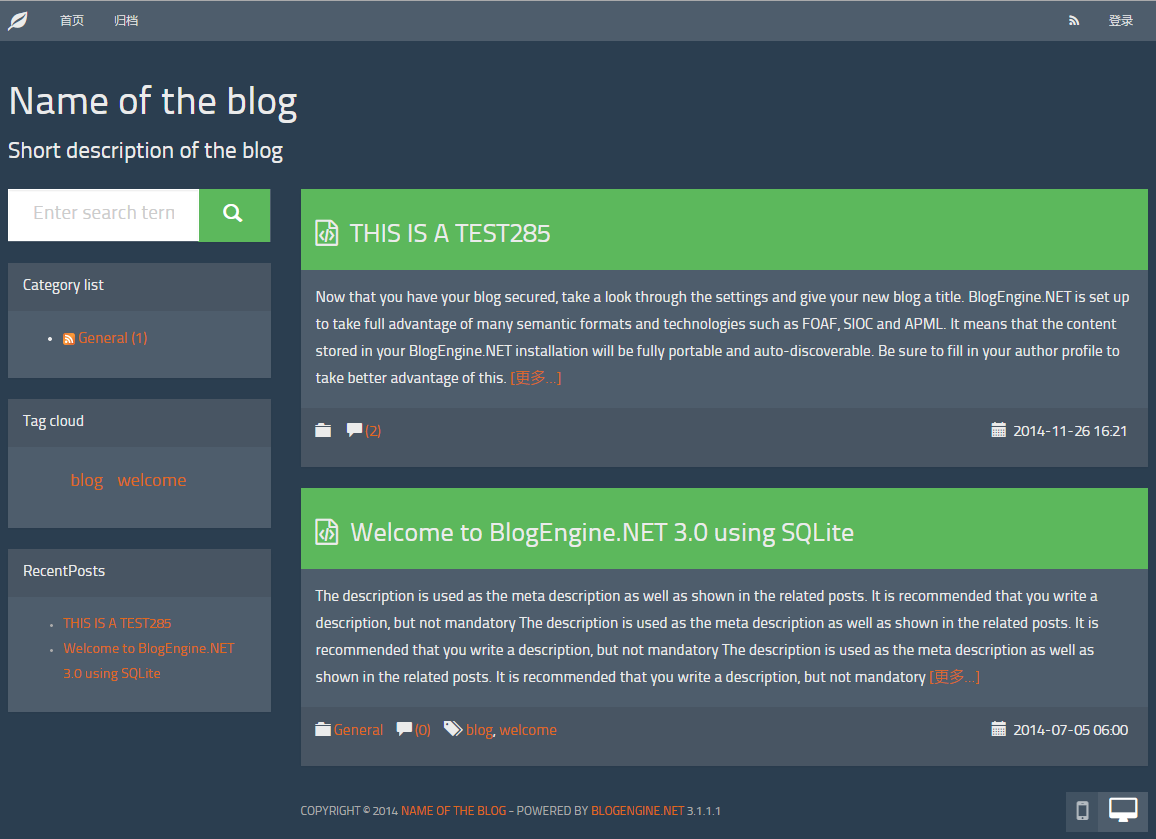 首页 归档 登录
Name of the blog
Short description of the blog
Enter search term
Category list
General (1)
Tag cloud
blog welcome
RecentPosts
THIS IS A TEST285
Welcome to BlogEngine.NET
3.0 using SQLite
THIS IS A TEST285
Now that you have your blog secured, take a look through the settings and give your new blog a title. BlogEngine.NET is set up
to take full advantage of many semantic formats and technologies such as FOAF, SIOC and APML. It means that the content
stored in your BlogEngine.NET installation will be fully portable and auto-discoverable. Be sure to fill in your author profile to
take better advantage of this. [更多...]
(2) 2014-11-26 16:21
Welcome to BlogEngine.NET 3.0 using SQLite
The description is used as the meta description as well as shown in the related posts. It is recommended that you write a
description, but not mandatory The description is used as the meta description as well as shown in the related posts. It is
recommended that you write a description, but not mandatory The description is used as the meta description as well as
shown in the related posts. It is recommended that you write a description, but not mandatory [更多...]
General (0) blog, welcome 2014-07-05 06:00
COPYRIGHT © 2014 NAME OF THE BLOG - POWERED BY BLOGENGINE.NET 3.1.1.1